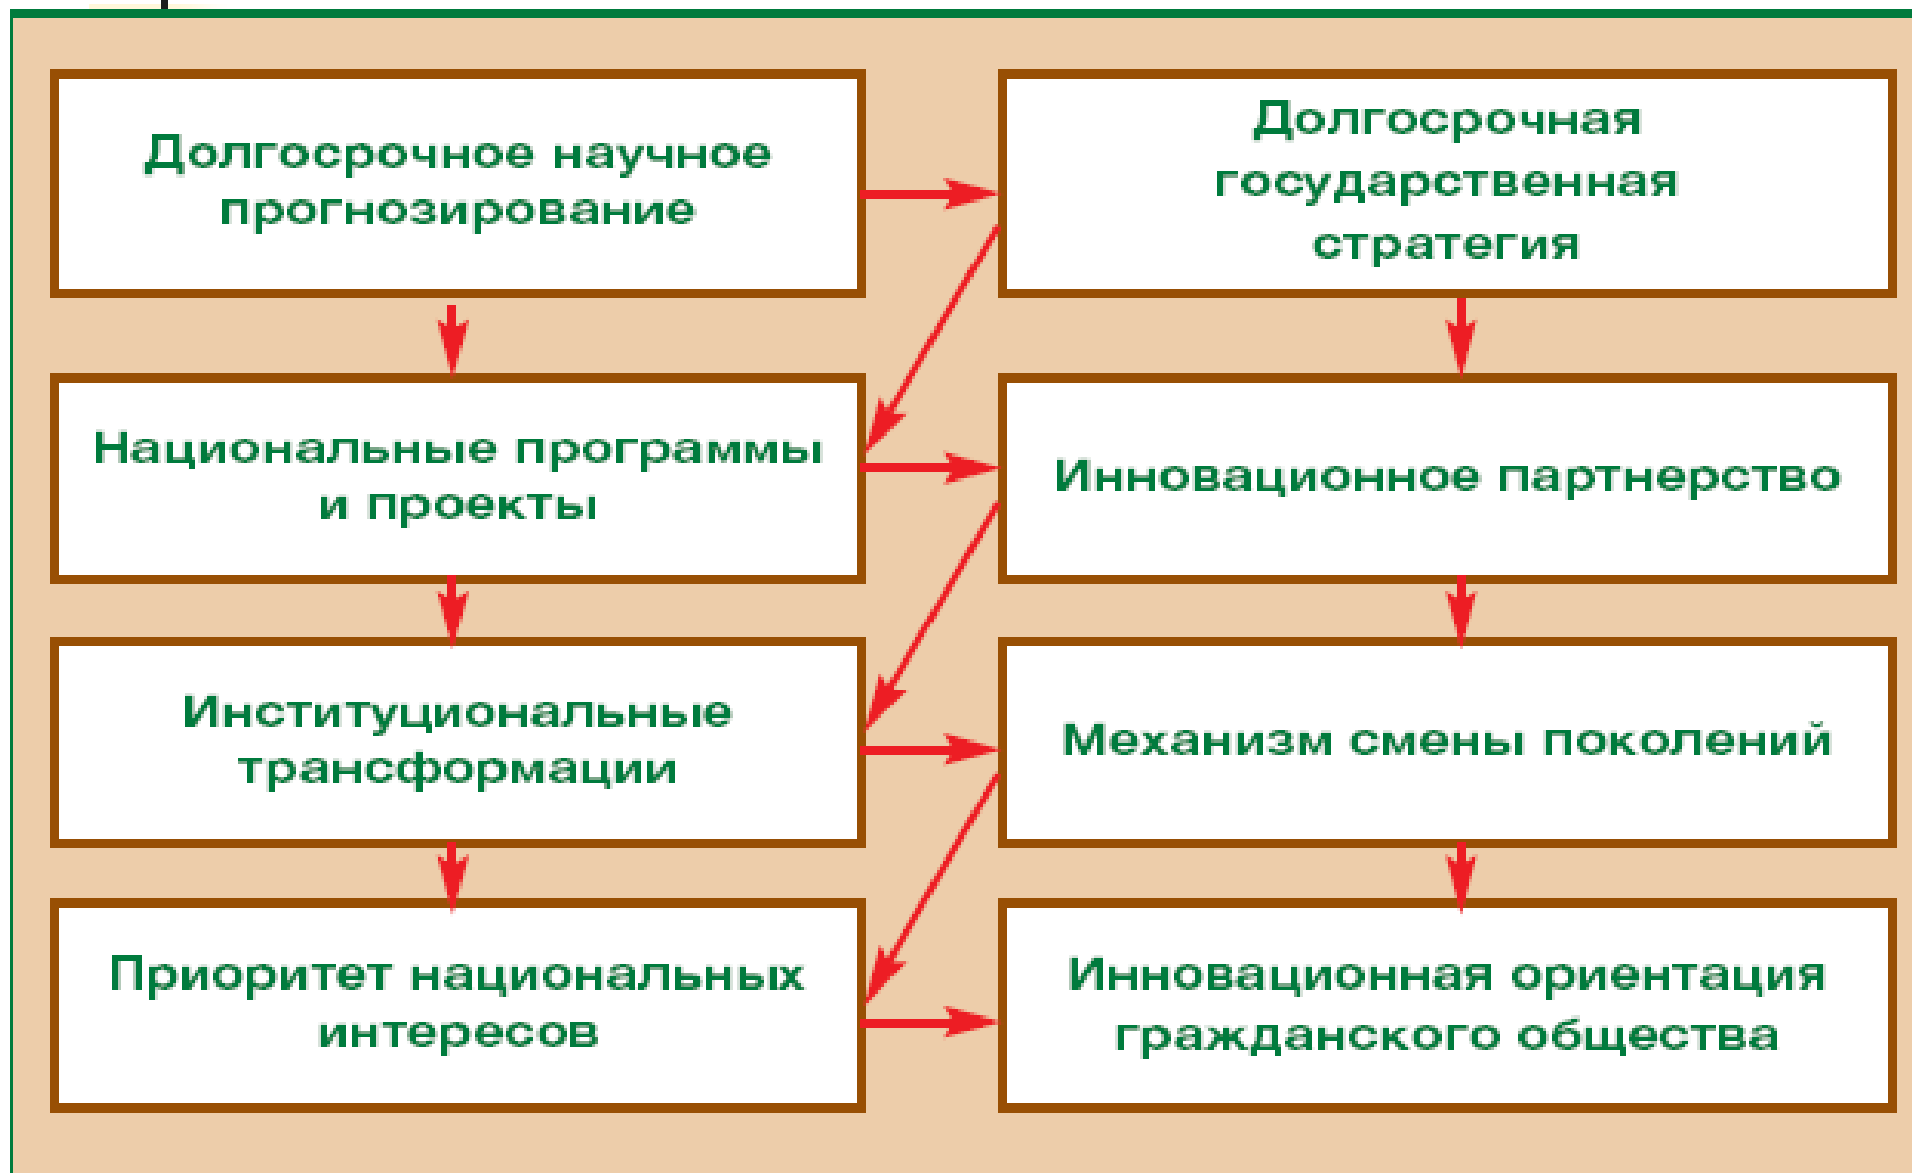 Долгосрочное научное
прогнозирование
Долгосрочная
государственная
стратегия
Национальные программы
и проекты
Инновационное партнерство
Институциональные
трансформации
Механизм смены поколений
Приоритет национальных
интересов
Инновационная ориентация
гражданского общества